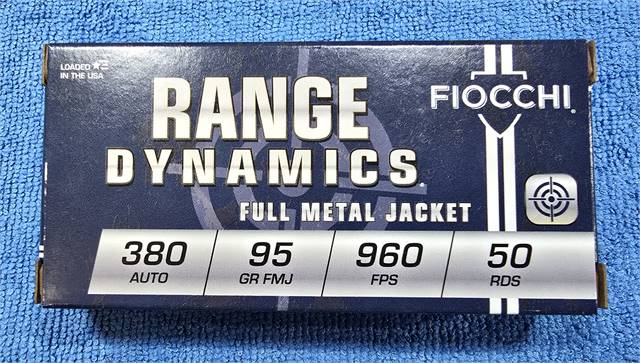 LOADED
IN THE USA
RANGE
DYNAMICS
FULL METAL JACKET
FIOCCHI
380
AUTO
95
GR FMJ
960
FPS
50
RDS